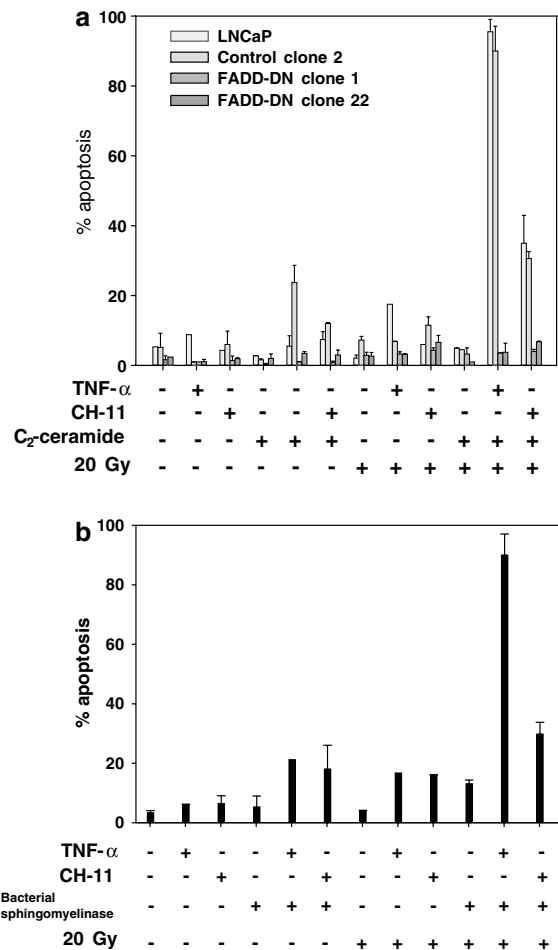 a
100
80
60
40
20
0
% apoptosis
LNCaP
Control clone 2
FADD-DN clone 1
FADD-DN clone 22
TNF-α - + - - - - - + - - + -
CH-11 - - + - - + - - + - - +
C₂-ceramide - - - + + + - - - + + +
20 Gy - - - - - - + + + + + +
b
100
80
60
40
20
0
% apoptosis
TNF-α - + - - + - - + - - + -
CH-11 - - + - - + - - + - - +
Bacterial
sphingomyelinase - - - + + + - - - + + +
20 Gy - - - - - - + + + + + +